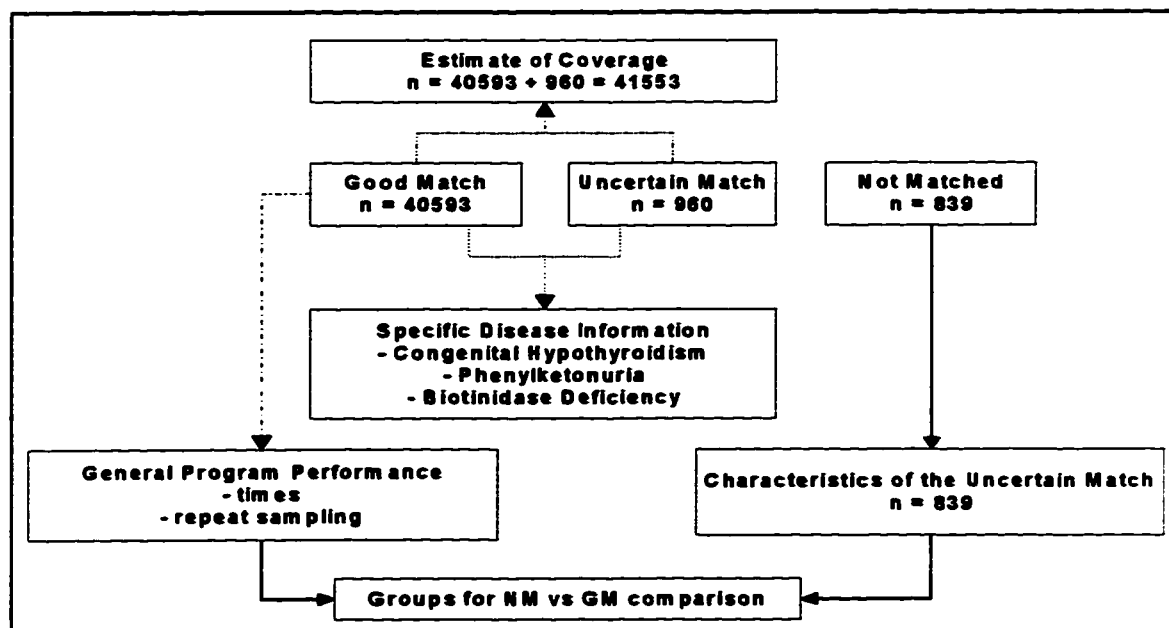 Estimate of Coverage
n = 40593 + 960 = 41553
Good Match
n = 40593
Uncertain Match
n = 960
Not Matched
n = 839
Specific Disease Information
- Congenital Hypothyroidism
- Phenylketonuria
- Biotinidase Deficiency
General Program Performance
- times
- repeat sampling
Characteristics of the Uncertain Match
n = 839
Groups for NM vs GM comparison